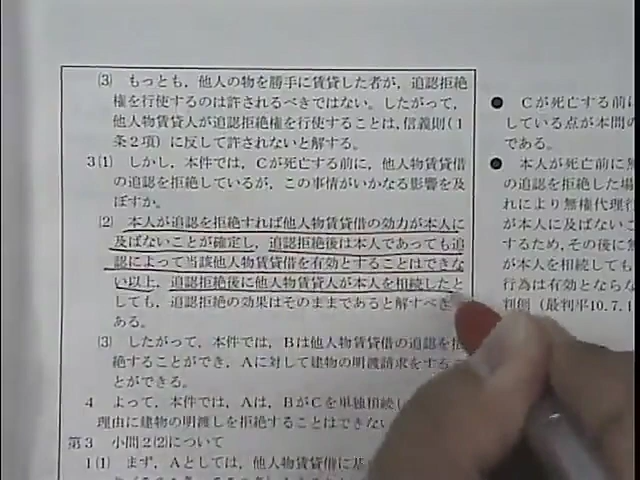 (3) もっとも，他人の物を勝手に賃貸した者が，追認拒絶
権を行使するのは許されるべきではない。したがって，
他人物賃貸人が追認拒絶権を行使することは，信義則（1
条2項）に反して許されないと解する。
3(1) しかし，本件では，Cが死亡する前に，他人物賃貸借
の追認を拒絶しているが，この事情がいかなる影響を及
ぼすか。
(2) 本人が追認を拒絶すれば他人物賃貸借の効力が本人に
及ばないことが確定し，追認拒絶後は本人であっても追
認によって当該他人物賃貸借を有効とすることはできな
い以上，追認拒絶後に他人物賃貸人が本人を相続したと
しても，追認拒絶の効果はそのままであると解すべき
ある。
(3) したがって，本件では，Bは他人物賃貸借の追認を拒
絶することができ，Aに対して建物の明渡請求をするこ
とができる。
4 よって，本件では，Aは，BがCを単独相続
理由に建物の明渡しを拒絶することはできない
第3 小問2(2)について
1(1) まず，Aとしては，他人物賃貸借に基
● Cが死亡する前に
している点が本問の
である。
● 本人が死亡前に無
の追認を拒絶した場
れにより無権代理行
が本人に及ばないこ
するため，その後に無
が本人を相続しても
行為は有効とならな
判例（最判平10.7.1